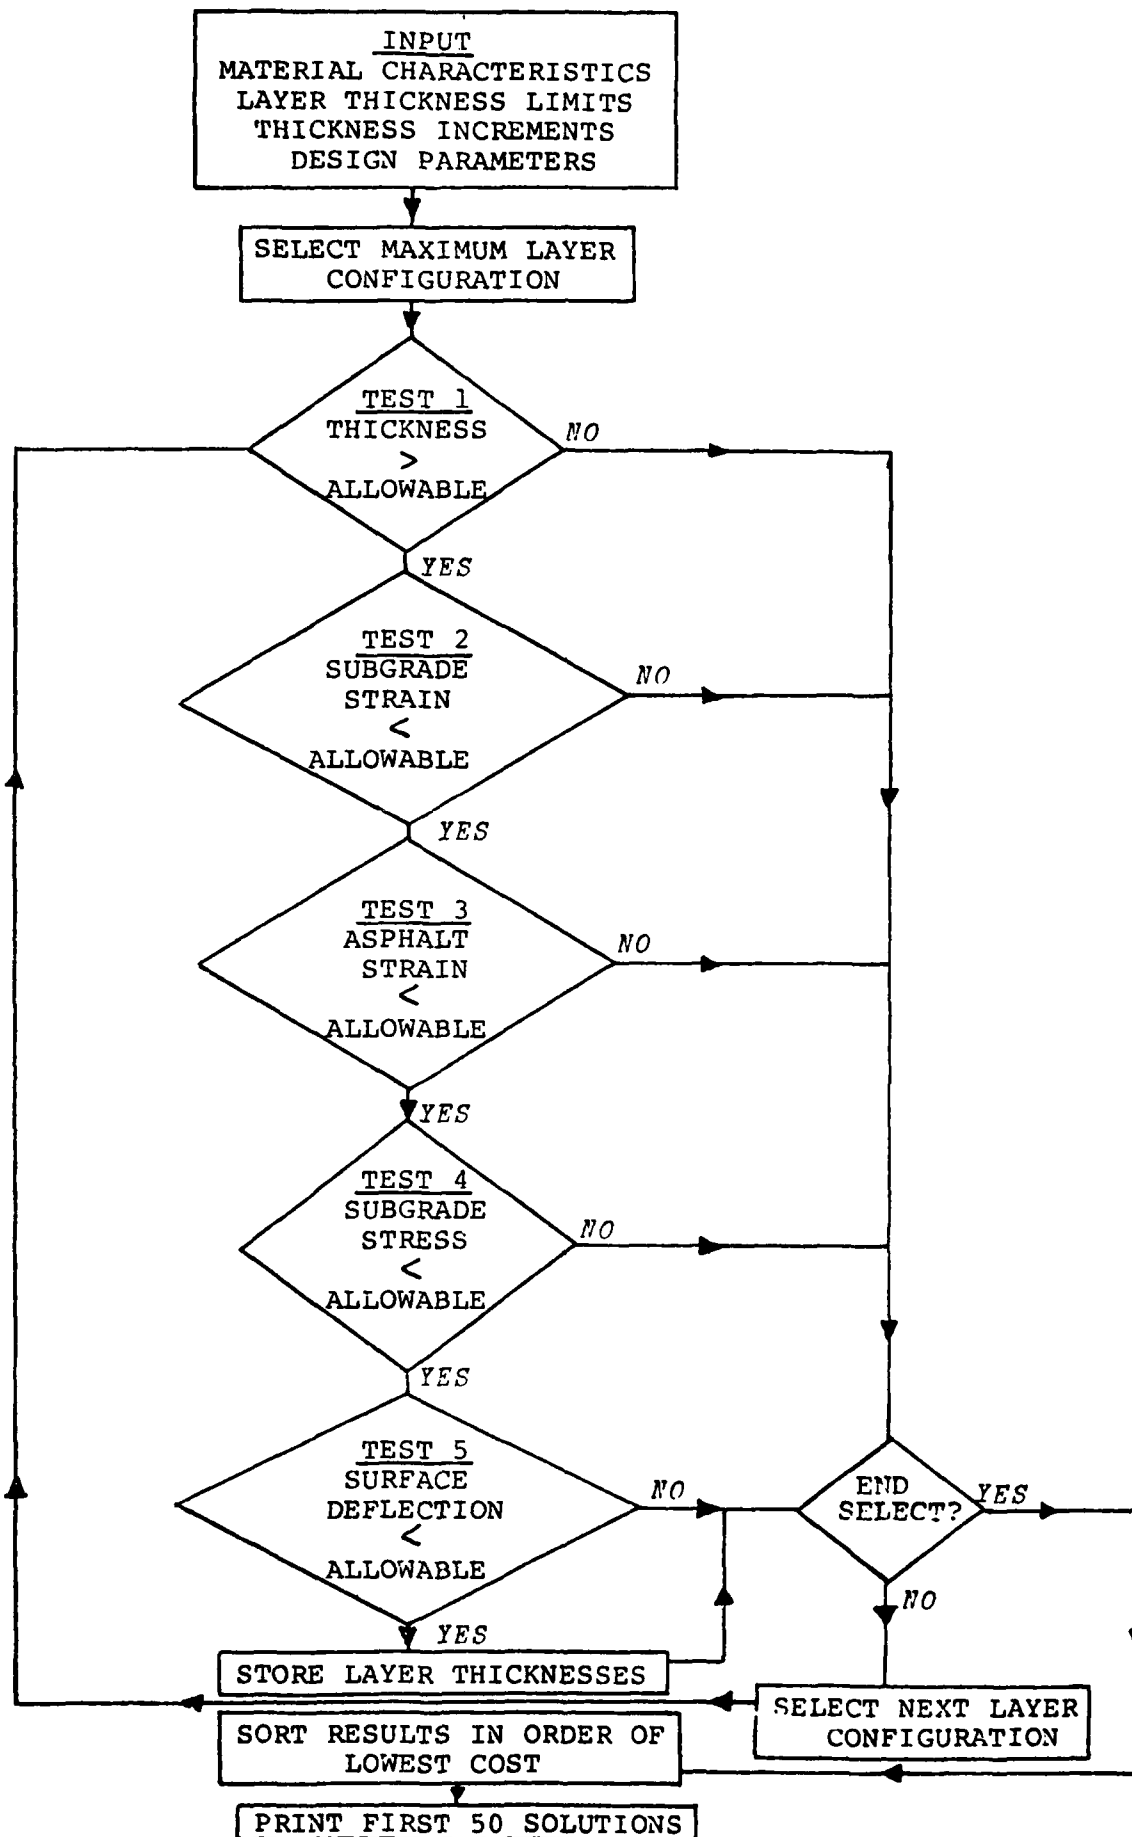 INPUT
MATERIAL CHARACTERISTICS
LAYER THICKNESS LIMITS
THICKNESS INCREMENTS
DESIGN PARAMETERS
SELECT MAXIMUM LAYER
CONFIGURATION
TEST 1
THICKNESS
>
ALLOWABLE
NO
YES
TEST 2
SUBGRADE
STRAIN
<
ALLOWABLE
NO
YES
TEST 3
ASPHALT
STRAIN
<
ALLOWABLE
NO
YES
TEST 4
SUBGRADE
STRESS
<
ALLOWABLE
NO
YES
TEST 5
SURFACE
DEFLECTION
<
ALLOWABLE
NO
YES
END
SELECT?
YES
NO
STORE LAYER THICKNESSES
SELECT NEXT LAYER
CONFIGURATION
SORT RESULTS IN ORDER OF
LOWEST COST
PRINT FIRST 50 SOLUTIONS